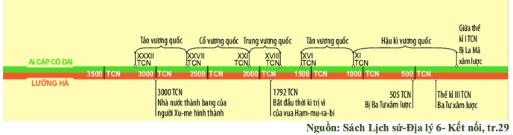 Giữa thế
kỉ I TCN
Bị La Mã
xâm lược
Tảo vương quốc
Cổ vương quốc
Trung vương quốc
Tân vương quốc
Hậu kì vương quốc
XXXII
TCN
XXVII
TCN
XXI
TCN
XVIII
TCN
XVI
TCN
XI
TCN
AI CẬP CỔ ĐẠI
3500 TCN 3000 TCN 2500 TCN 2000 TCN 1500 TCN 1000 TCN 500 TCN
LƯỠNG HÀ
3000 TCN
Nhà nước thành bang của
người Xu-me hình thành
1792 TCN
Bắt đầu thời kì trị vì
của vua Ham-mu-ra-bi
505 TCN
Bị Ba Tư xâm lược
Thế kỉ III TCN
Ba Tư xâm lược
Nguồn: Sách Lịch sử-Địa lý 6- Kết nối, tr.29